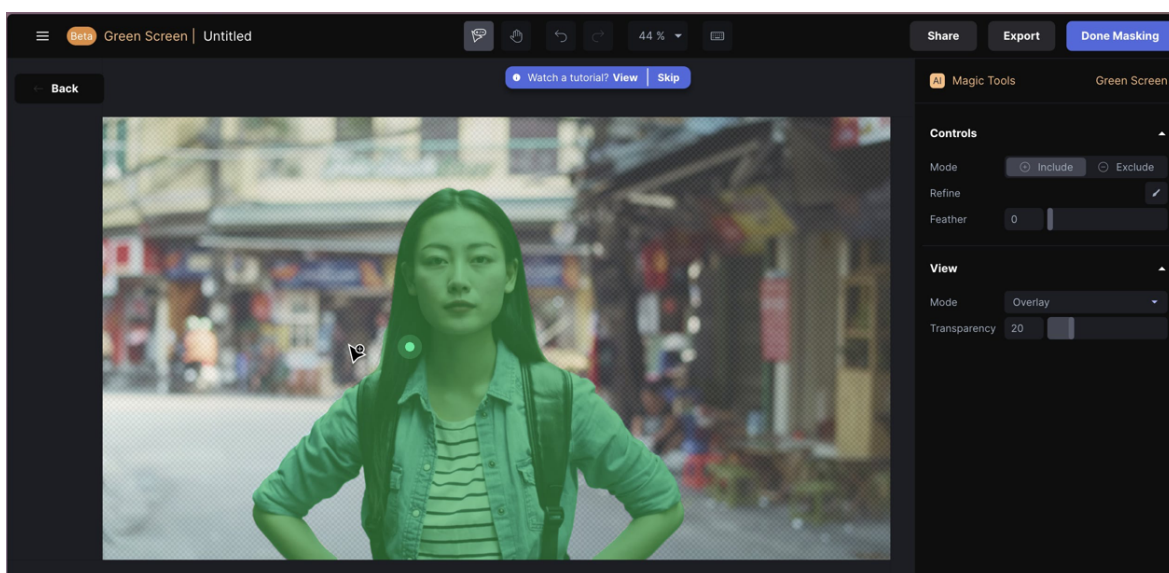 Beta Green Screen | Untitled
44 %
Share
Export
Done Masking
Back
Watch a tutorial? View | Skip
AI Magic Tools
Green Screen
Controls
Mode
Include
Exclude
Refine
Feather
0
View
Mode
Overlay
Transparency
20